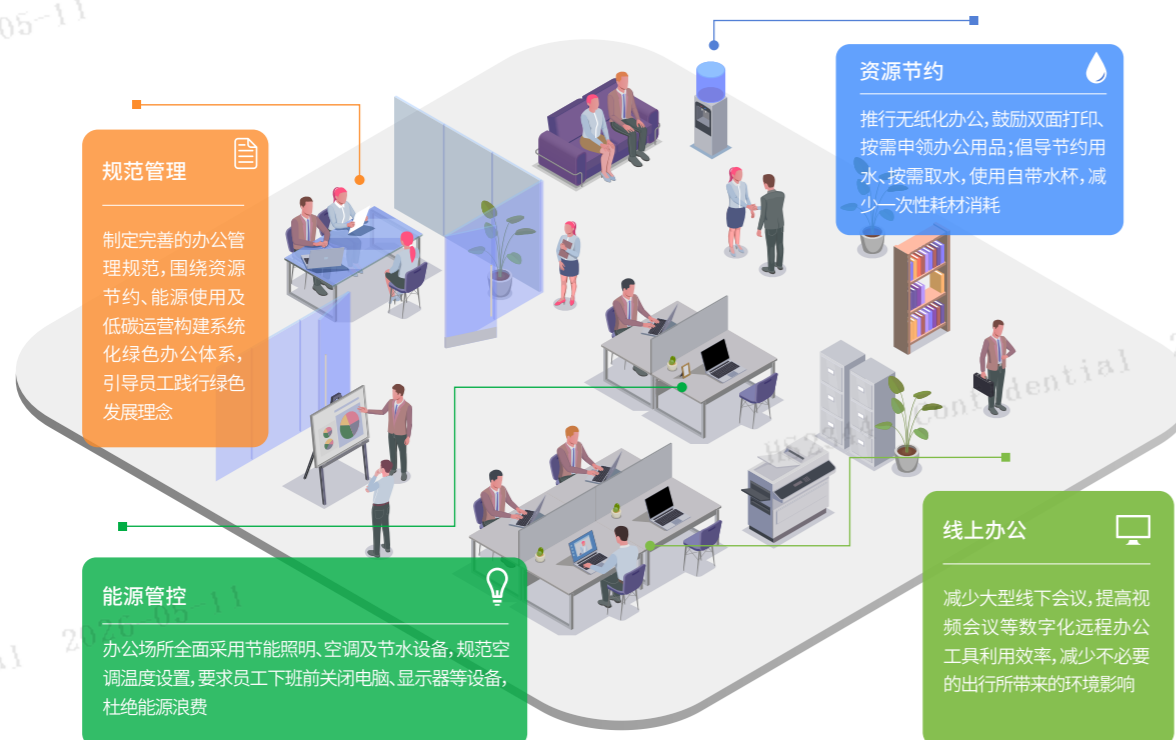 05-11
资源节约
推行无纸化办公，鼓励双面打印、
按需申领办公用品；倡导节约用
水、按需取水，使用自带水杯，减
少一次性耗材消耗
规范管理
制定完善的办公管
理规范，围绕资源
节约、能源使用及
低碳运营构建系统
化绿色办公体系，
引导员工践行绿色
发展理念
Confidential
线上办公
减少大型线下会议，提高视
频会议等数字化远程办公
工具利用效率，减少不必要
的出行所带来的环境影响
能源管控
2026-05-11
办公场所全面采用节能照明、空调及节水设备，规范空
调温度设置，要求员工下班前关闭电脑、显示器等设备，
杜绝能源浪费